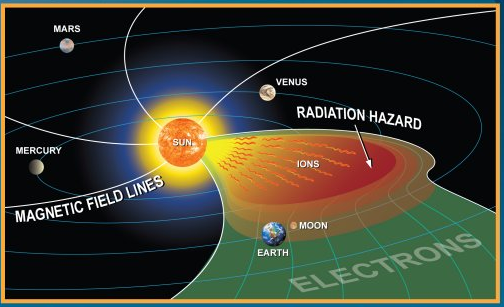 MARS
VENUS
RADIATION HAZARD
SUN
MERCURY
IONS
MAGNETIC FIELD LINES
MOON
EARTH
ELECTRONS